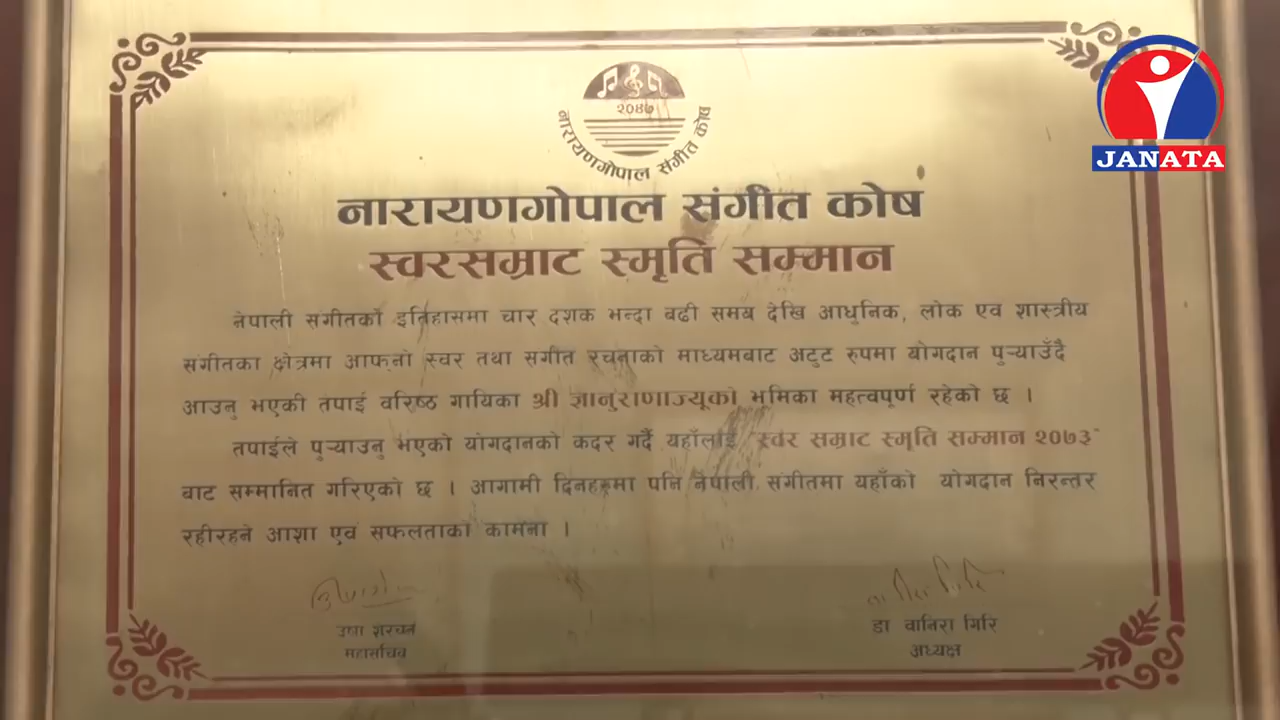 JANATA
२०४७
नारायणगोपाल संगीत कोष
नारायणगोपाल संगीत कोष
स्वरसम्राट स्मृति सम्मान
नेपाली संगीतको इतिहासमा चार दशक भन्दा बढी समय देखि आधुनिक, लोक एवं शास्त्रीय
संगीतका क्षेत्रमा आफ्नो स्वर तथा संगीत रचनाको माध्यमबाट अटुट रुपमा योगदान पुऱ्याउँदै
आउनु भएकी तपाई वरिष्ठ गायिका श्री ज्ञानुराणाज्यूको भूमिका महत्वपूर्ण रहेको छ ।
तपाईले पुऱ्याउनु भएको योगदानको कदर गर्दै यहाँलाई "स्वर सम्राट स्मृति सम्मान २०७३"
बाट सम्मानित गरिएको छ । आगामी दिनहरूमा पनि नेपाली संगीतमा यहाँको योगदान निरन्तर
रहीरहने आशा एवं सफलताका कामना ।
उषा शरचन
महासचिव
डा वानिरा गिरि
अध्यक्ष